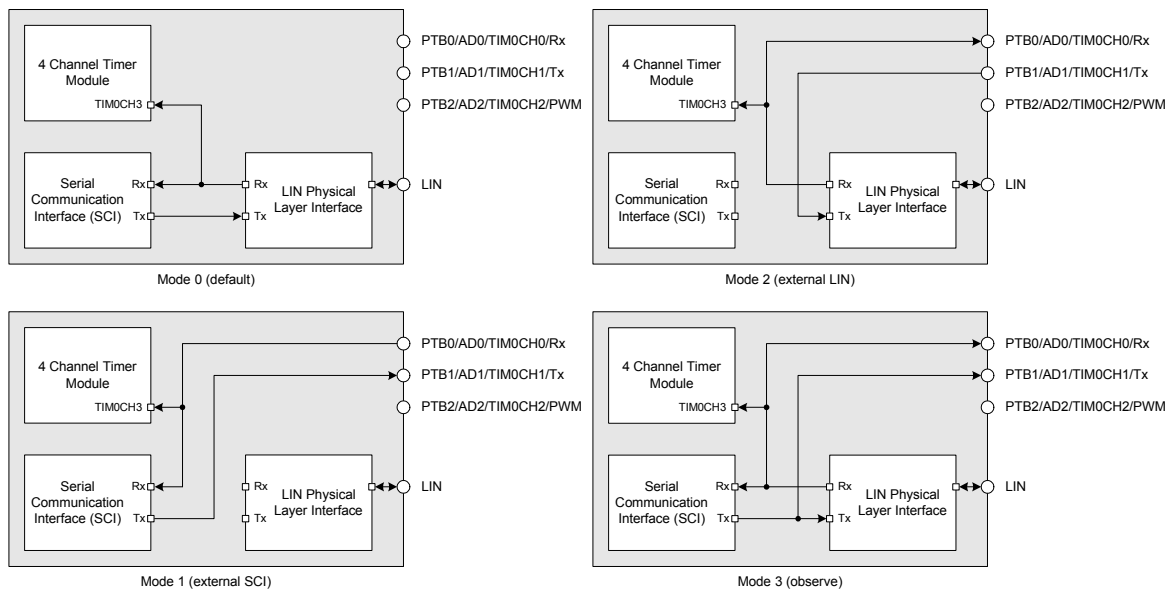 4 Channel Timer
Module
TIM0CH3
Serial
Communication
Interface (SCI)
Rx
Tx
Rx
Tx
LIN Physical
Layer Interface
PTB0/AD0/TIM0CH0/Rx
PTB1/AD1/TIM0CH1/Tx
PTB2/AD2/TIM0CH2/PWM
LIN
Mode 0 (default)
4 Channel Timer
Module
TIM0CH3
Serial
Communication
Interface (SCI)
Rx
Tx
Rx
Tx
LIN Physical
Layer Interface
PTB0/AD0/TIM0CH0/Rx
PTB1/AD1/TIM0CH1/Tx
PTB2/AD2/TIM0CH2/PWM
LIN
Mode 2 (external LIN)
4 Channel Timer
Module
TIM0CH3
Serial
Communication
Interface (SCI)
Rx
Tx
Rx
Tx
LIN Physical
Layer Interface
PTB0/AD0/TIM0CH0/Rx
PTB1/AD1/TIM0CH1/Tx
PTB2/AD2/TIM0CH2/PWM
LIN
Mode 1 (external SCI)
4 Channel Timer
Module
TIM0CH3
Serial
Communication
Interface (SCI)
Rx
Tx
Rx
Tx
LIN Physical
Layer Interface
PTB0/AD0/TIM0CH0/Rx
PTB1/AD1/TIM0CH1/Tx
PTB2/AD2/TIM0CH2/PWM
LIN
Mode 3 (observe)